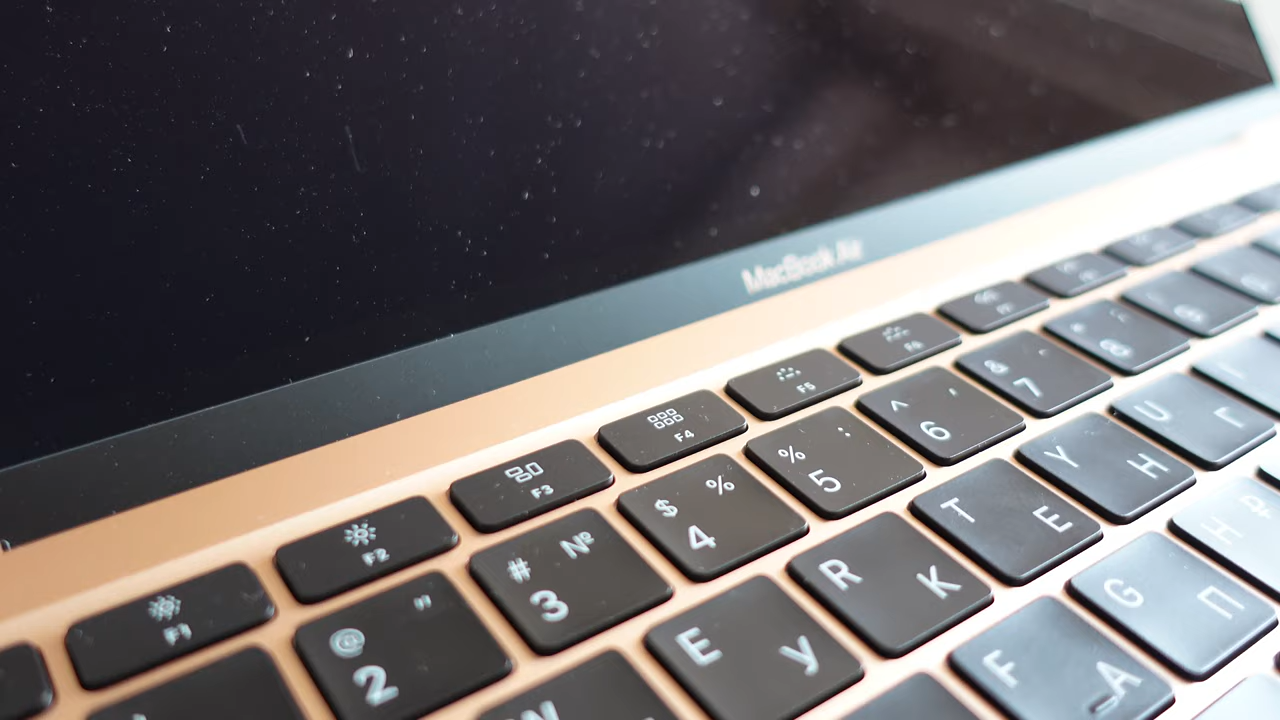 MacBook Air
F1 F2 F3 F4 F5 F6
@ " 2
# № 3
$ % 4
% : 5
^ , 6
& 7
* 8
E У
R К
T Е
Y Н
U Г
F А
G П
H